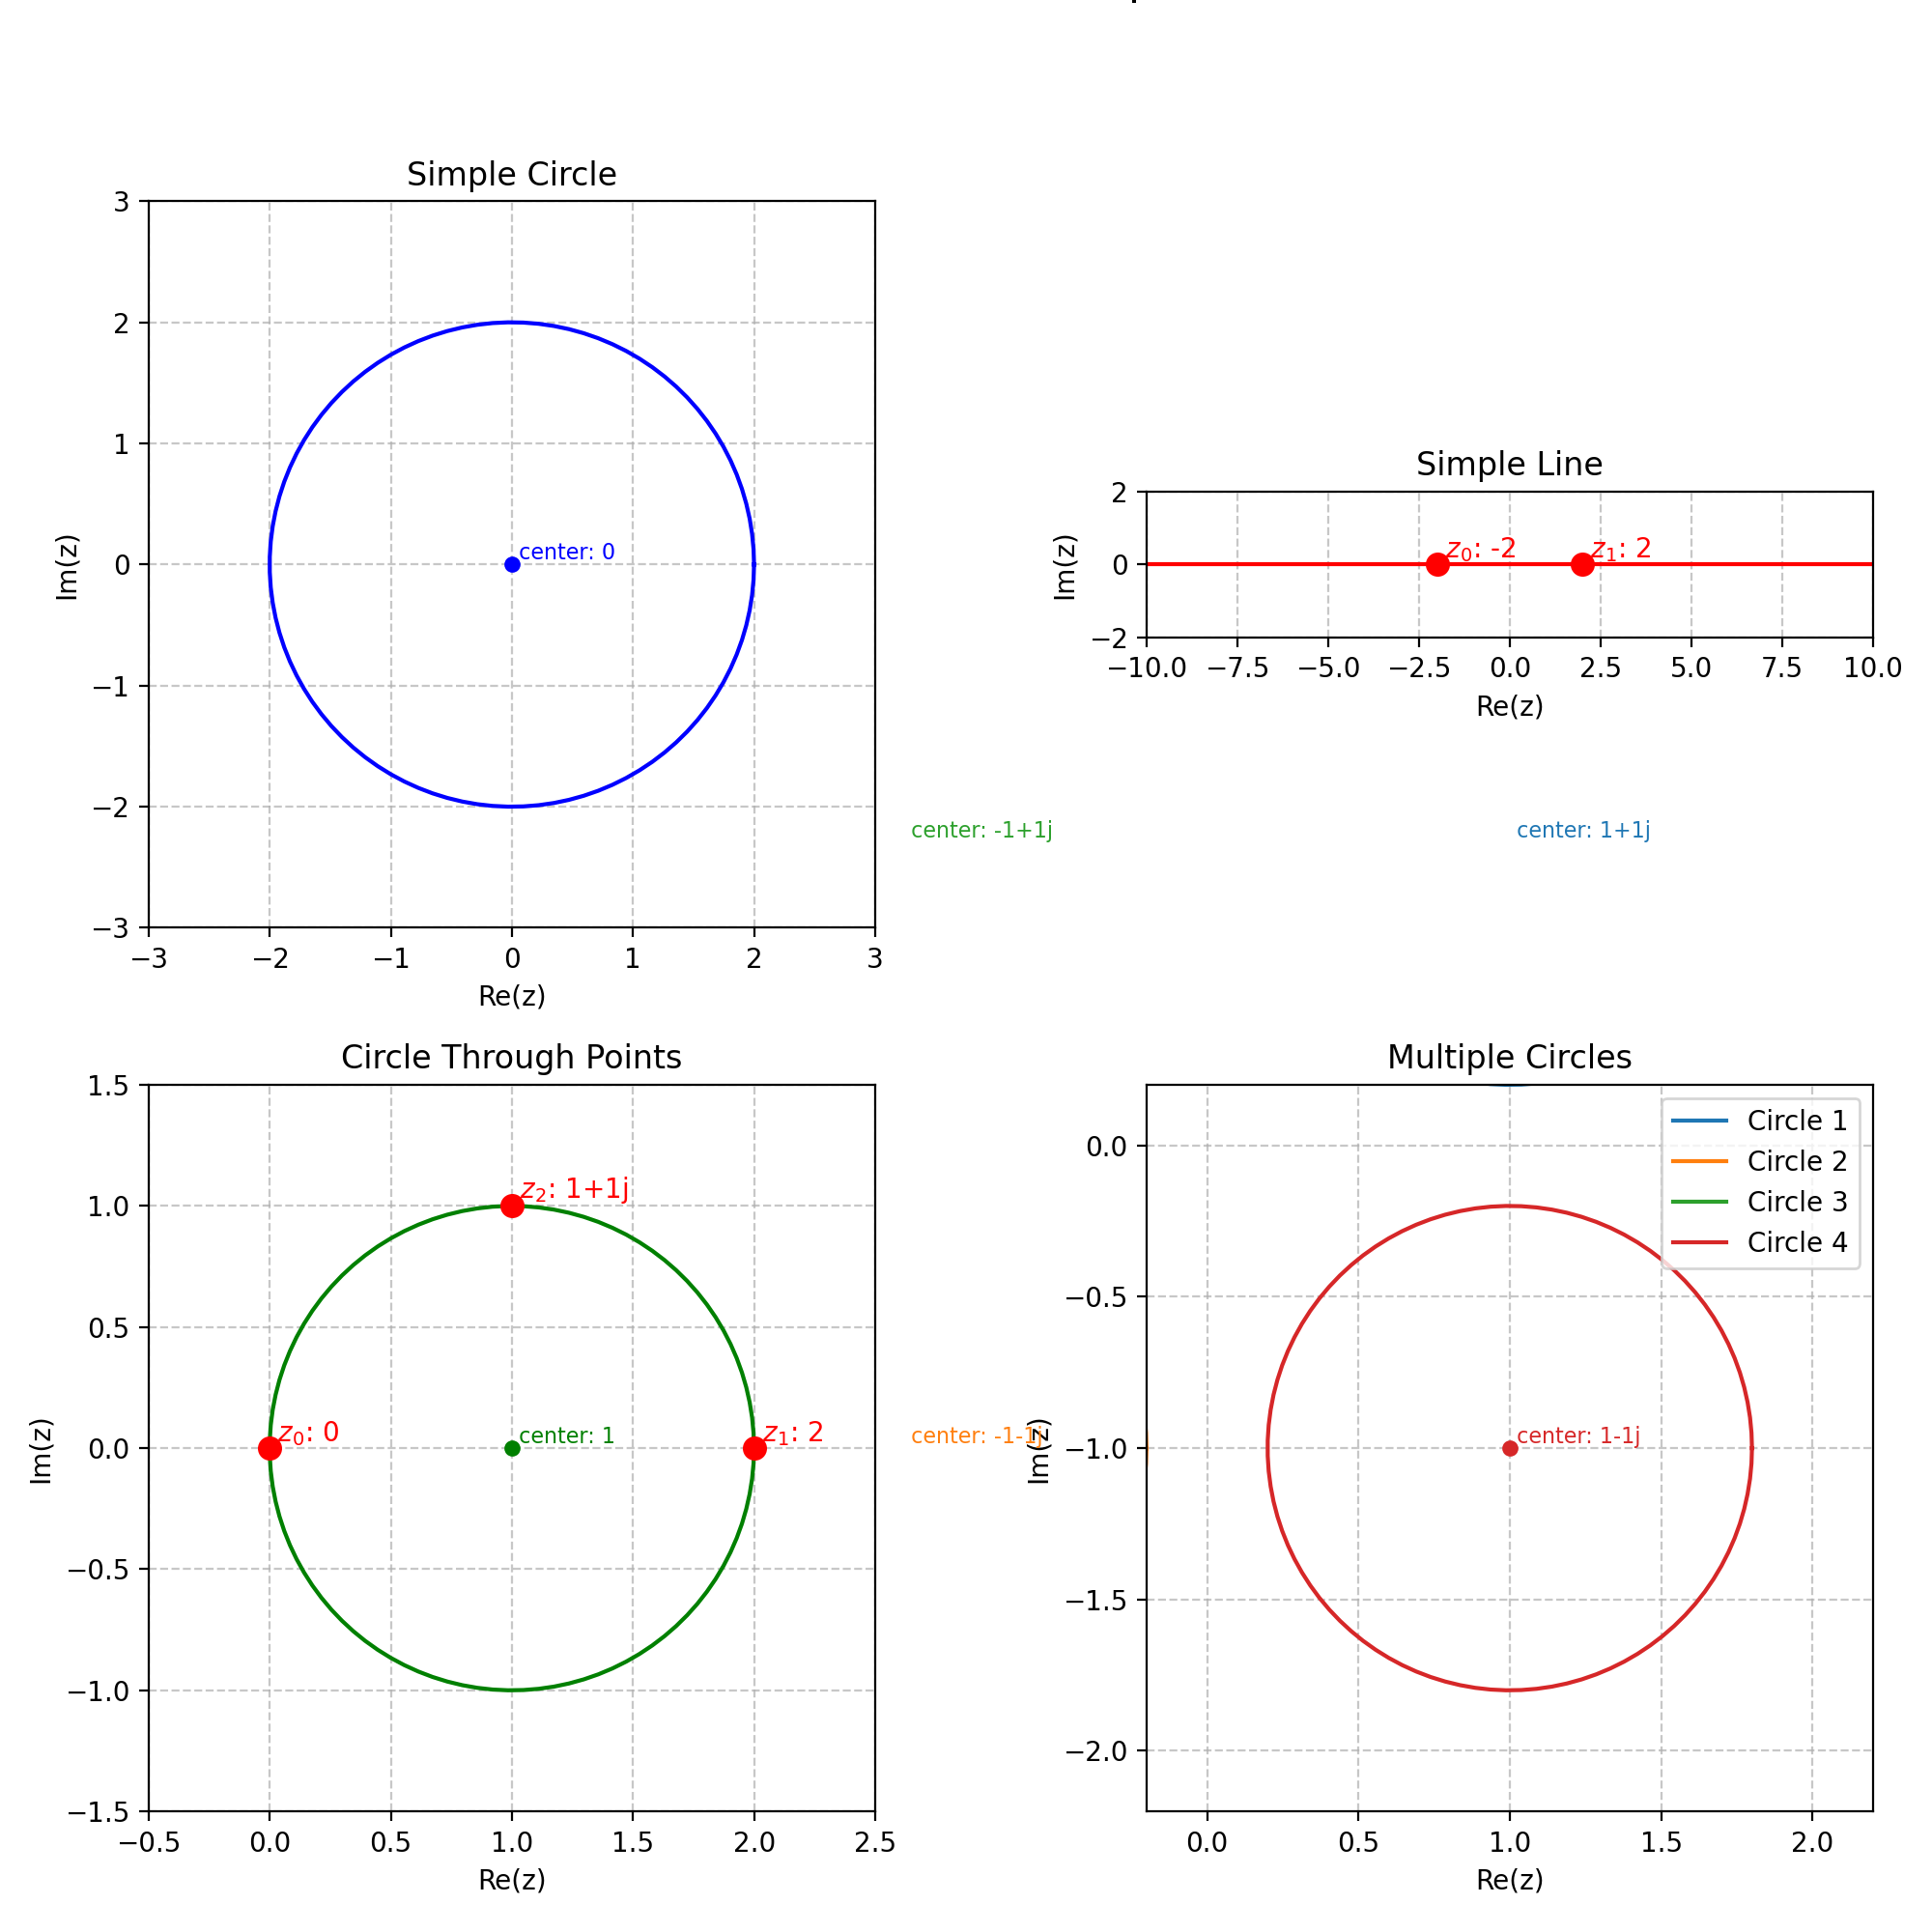 Simple Circle
3
2
1
0
−1
−2
−3
Im(z)
center: 0
−3 −2 −1 0 1 2 3
Re(z)
Simple Line
2
0
−2
Im(z)
z₀: -2
z₁: 2
−10.0 −7.5 −5.0 −2.5 0.0 2.5 5.0 7.5 10.0
Re(z)
center: -1+1j
center: 1+1j
Circle Through Points
1.5
1.0
0.5
0.0
−0.5
−1.0
−1.5
Im(z)
z₂: 1+1j
z₀: 0
center: 1
z₁: 2
−0.5 0.0 0.5 1.0 1.5 2.0 2.5
Re(z)
Multiple Circles
0.0
−0.5
−1.0
−1.5
−2.0
Im(z)
center: -1-1j
Circle 1
Circle 2
Circle 3
Circle 4
center: 1-1j
0.0 0.5 1.0 1.5 2.0
Re(z)